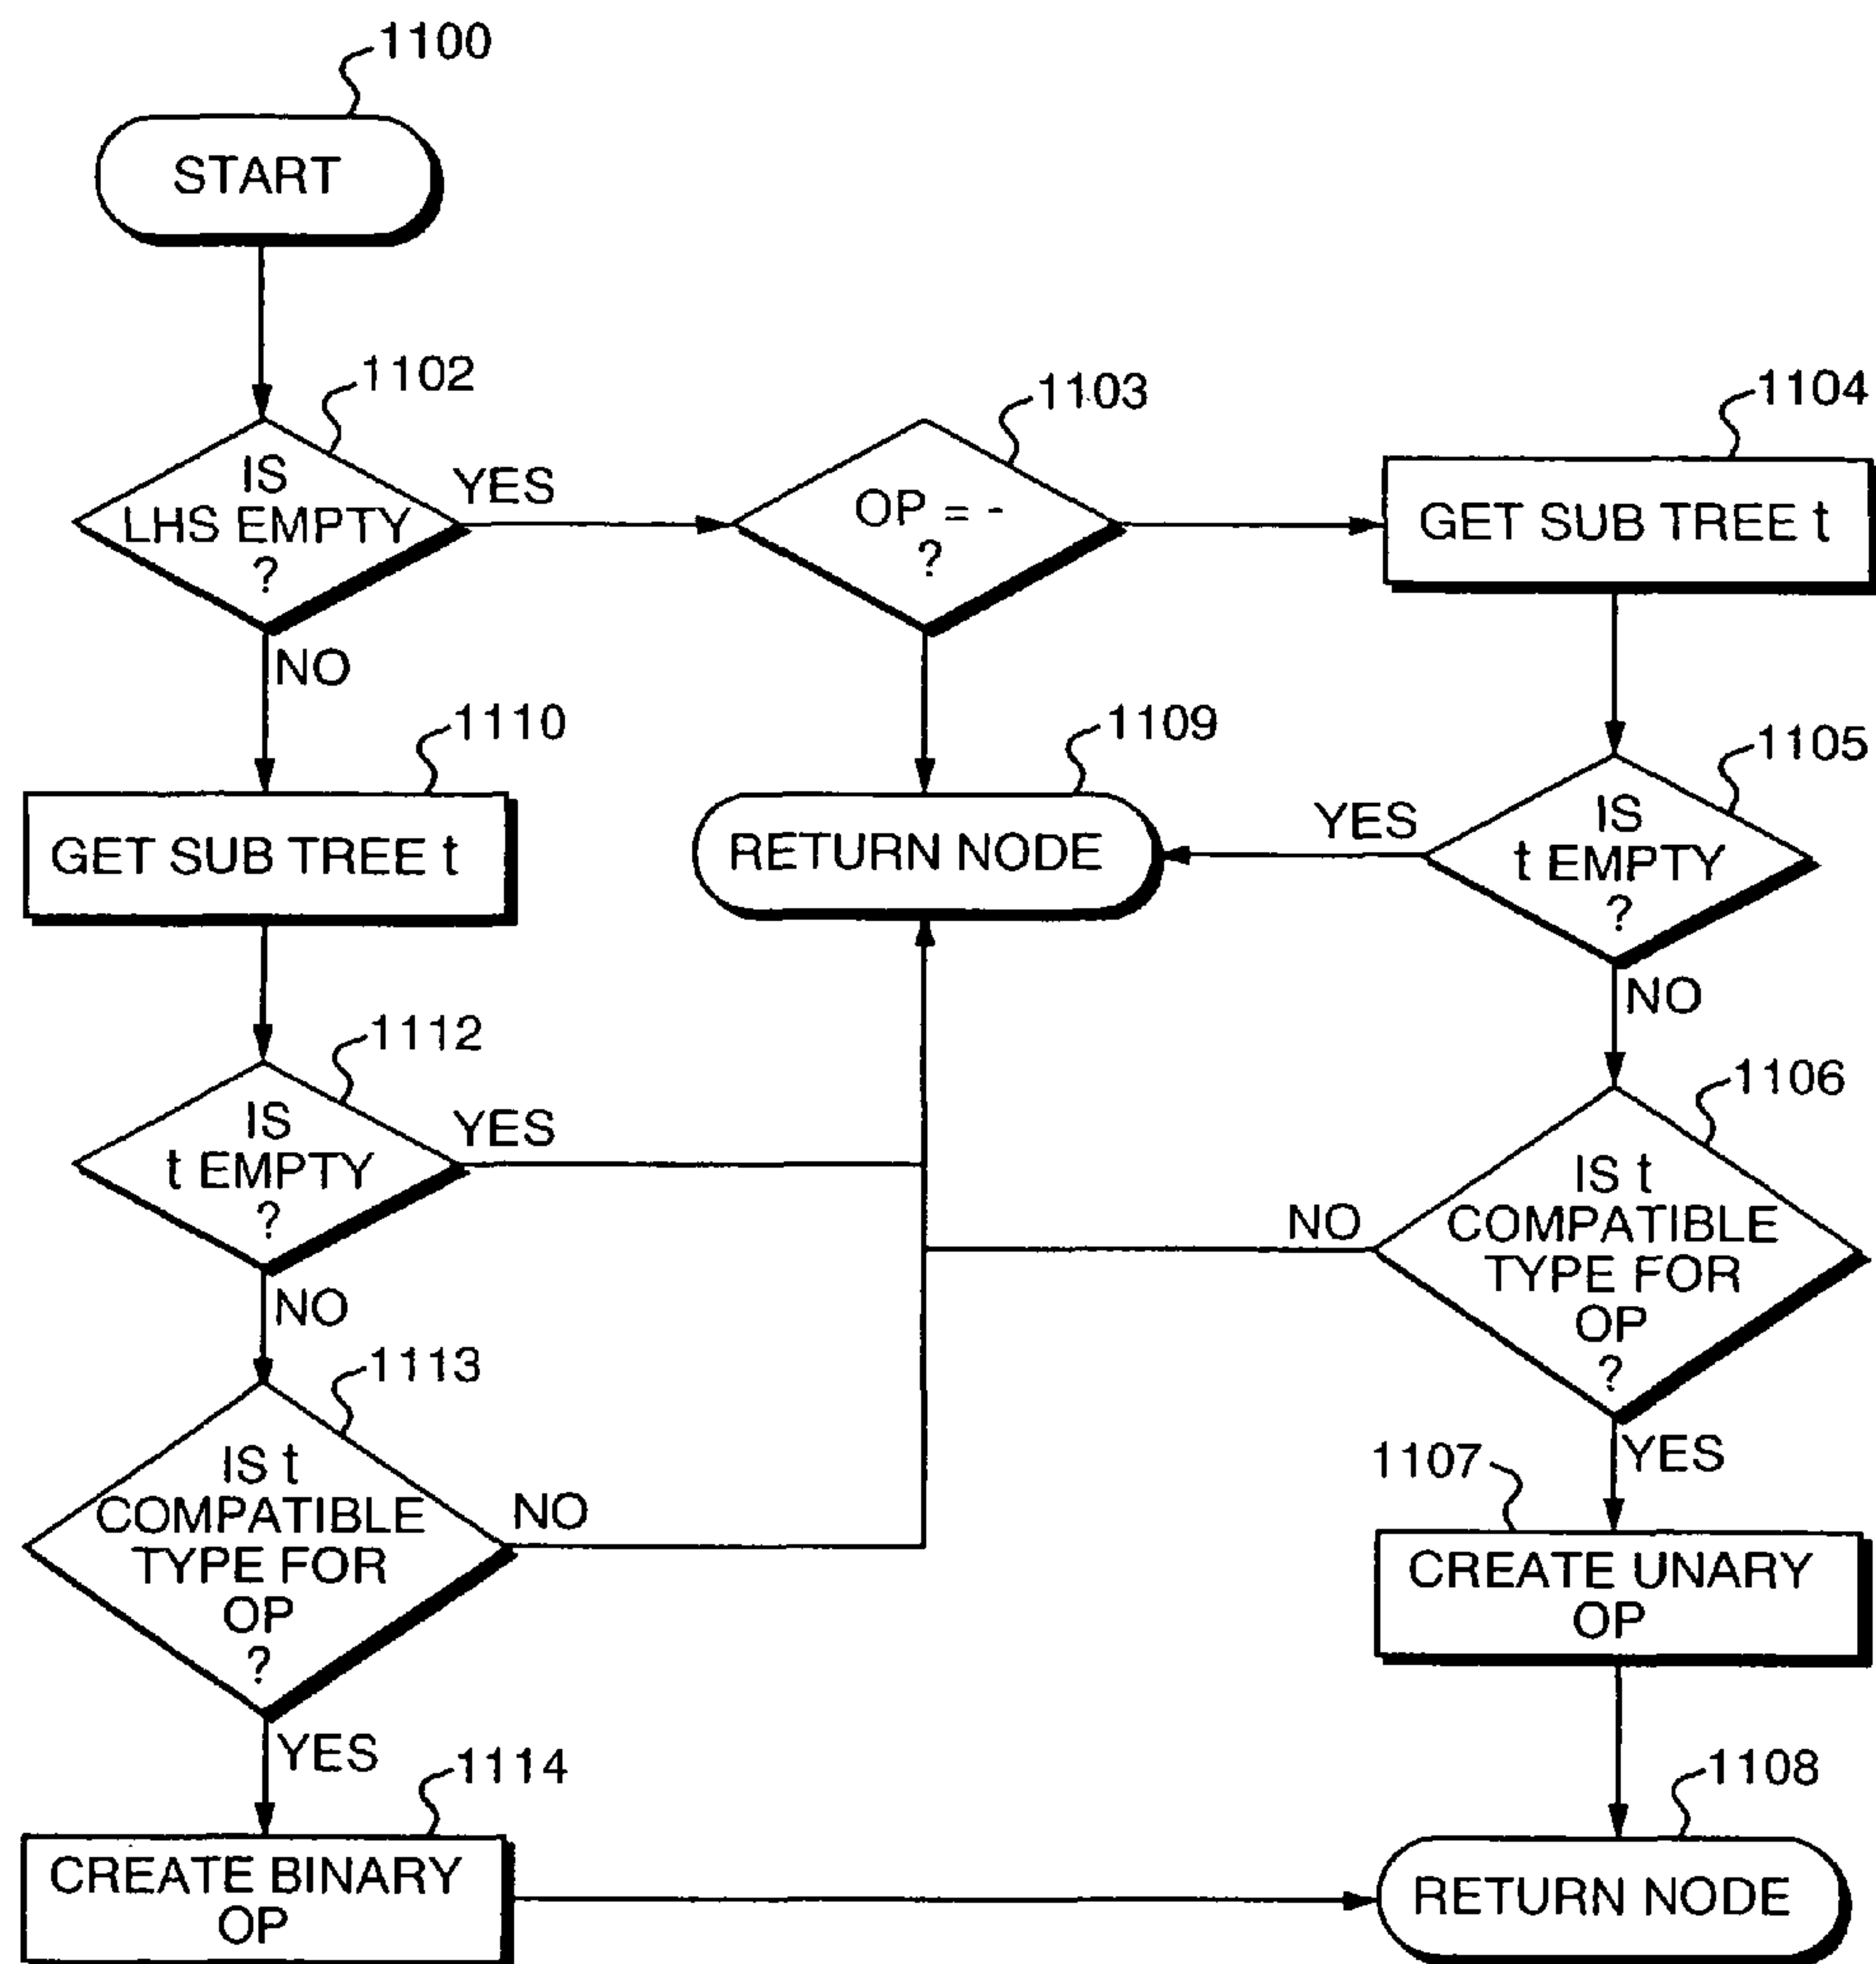 1100
START
1102
IS
LHS EMPTY
?
YES
NO
1103
OP = -
?
1104
GET SUB TREE t
1110
GET SUB TREE t
1109
RETURN NODE
1105
IS
t EMPTY
?
YES
NO
1112
IS
t EMPTY
?
YES
NO
1106
IS t
COMPATIBLE
TYPE FOR
OP
?
NO
YES
1113
IS t
COMPATIBLE
TYPE FOR
OP
?
NO
YES
1107
CREATE UNARY
OP
1114
CREATE BINARY
OP
1108
RETURN NODE